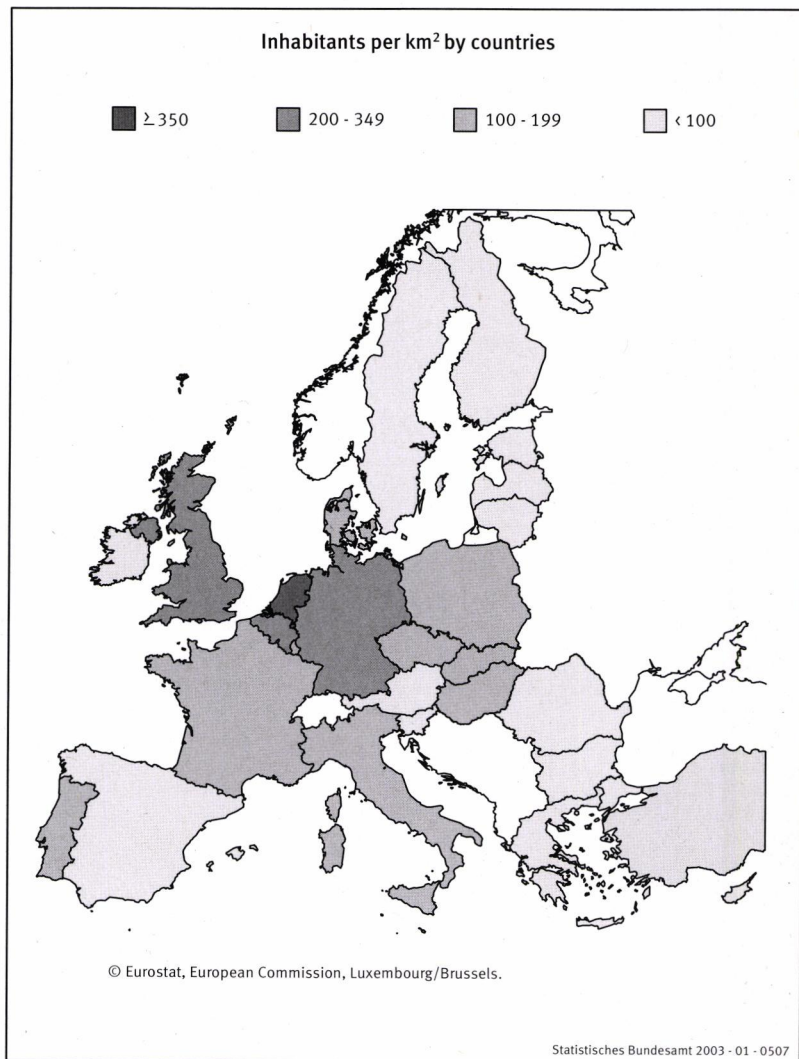 Inhabitants per km² by countries
≥ 350 200 - 349 100 - 199 < 100
© Eurostat, European Commission, Luxembourg/Brussels.
Statistisches Bundesamt 2003 - 01 - 0507